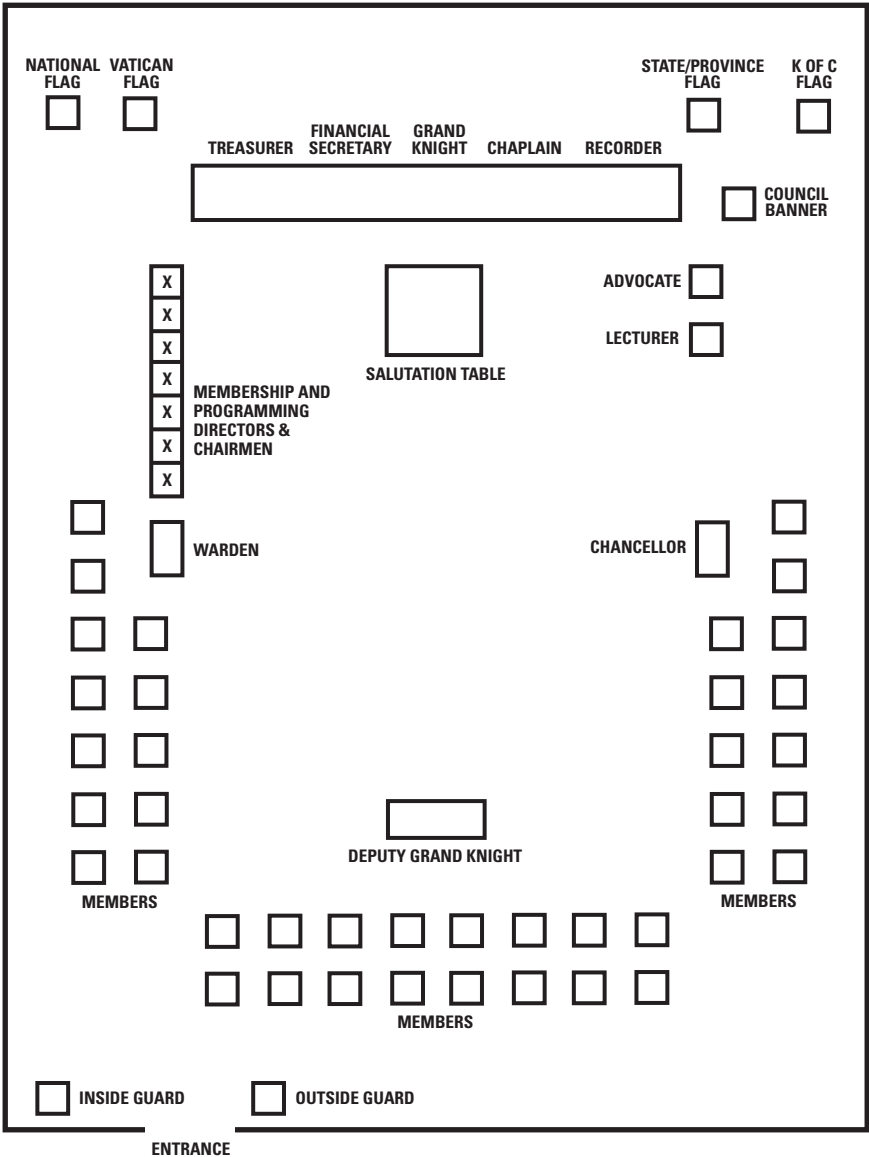 NATIONAL FLAG
VATICAN FLAG
STATE/PROVINCE FLAG
K OF C FLAG
TREASURER
FINANCIAL SECRETARY
GRAND KNIGHT
CHAPLAIN
RECORDER
COUNCIL BANNER
X
X
X
X
X
X
X
MEMBERSHIP AND
PROGRAMMING
DIRECTORS &
CHAIRMEN
SALUTATION TABLE
ADVOCATE
LECTURER
WARDEN
CHANCELLOR
DEPUTY GRAND KNIGHT
MEMBERS
MEMBERS
MEMBERS
INSIDE GUARD
OUTSIDE GUARD
ENTRANCE